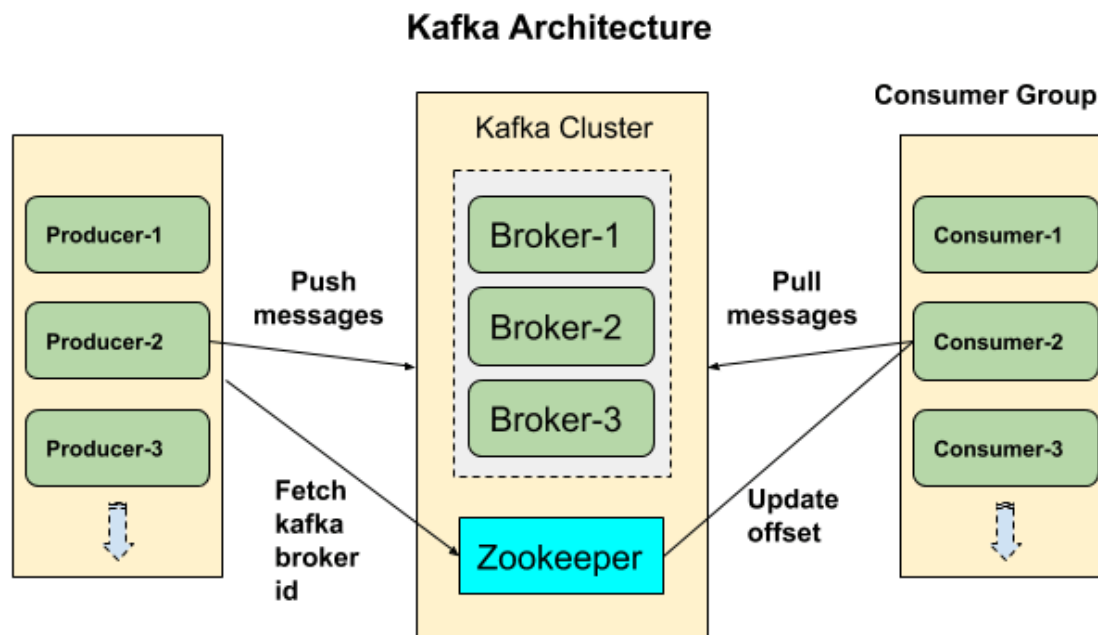 Kafka Architecture
Producer-1
Producer-2
Producer-3
Push
messages
Fetch
kafka
broker
id
Kafka Cluster
Broker-1
Broker-2
Broker-3
Zookeeper
Pull
messages
Update
offset
Consumer Group
Consumer-1
Consumer-2
Consumer-3